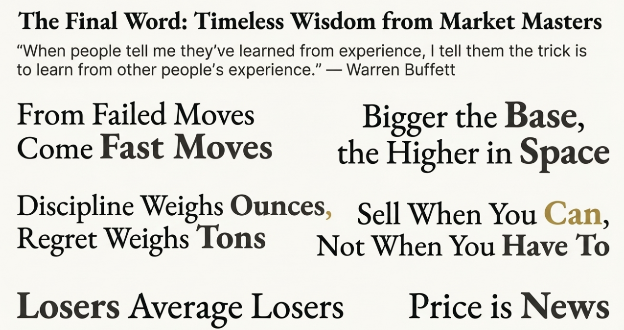 The Final Word: Timeless Wisdom from Market Masters
“When people tell me they’ve learned from experience, I tell them the trick is
to learn from other people’s experience.” — Warren Buffett
From Failed Moves
Come Fast Moves
Bigger the Base,
the Higher in Space
Discipline Weighs Ounces,
Regret Weighs Tons
Sell When You Can,
Not When You Have To
Losers Average Losers
Price is News